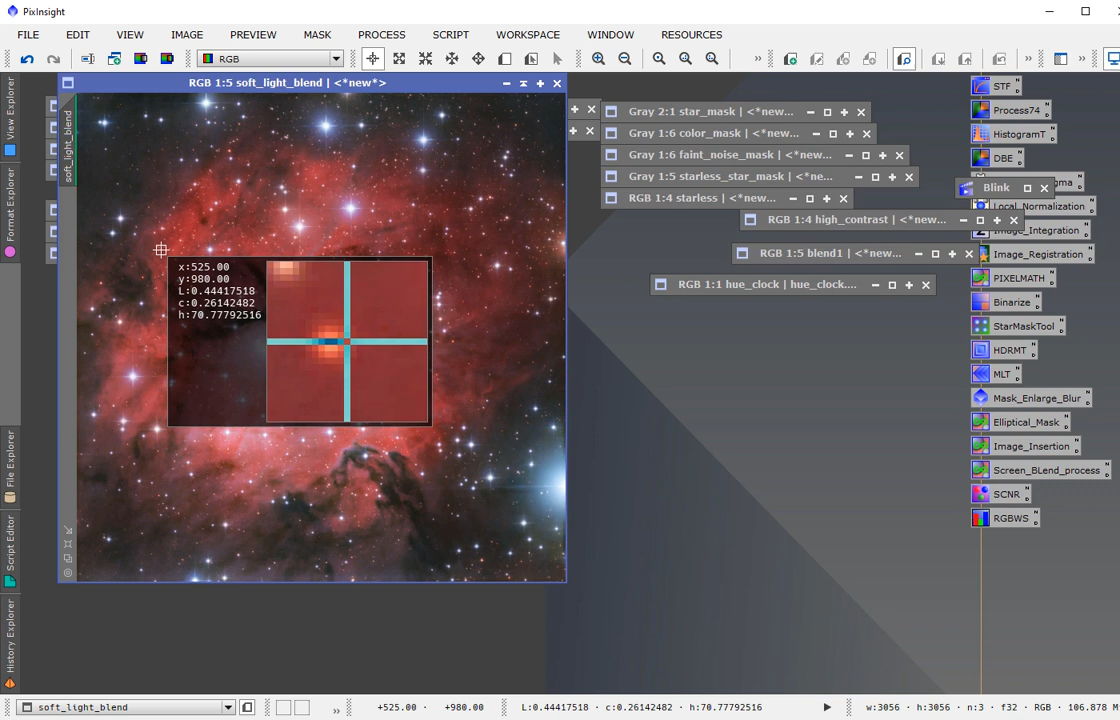 PixInsight
FILE EDIT VIEW IMAGE PREVIEW MASK PROCESS SCRIPT WORKSPACE WINDOW RESOURCES
RGB
View Explorer
Format Explorer
File Explorer
Script Editor
History Explorer
RGB 1:5 soft_light_blend | <*new*>
soft_light_blend
x:525.00
y:980.00
L:0.44417518
c:0.26142482
h:70.77792516
Gray 2:1 star_mask | <*new...
Gray 1:6 color_mask | <*new...
Gray 1:6 faint_noise_mask | <*new...
Gray 1:5 starless_star_mask | <*ne...
RGB 1:4 starless | <*new...
RGB 1:4 high_contrast | <*new...
RGB 1:5 blend1 | <*new...
RGB 1:1 hue_clock | hue_clock....
STF
Process74
HistogramT
DBE
gma
Blink
Local_Normalization
Image_Integration
Image_Registration
PIXELMATH
Binarize
StarMaskTool
HDRMT
MLT
Mask_Enlarge_Blur
Elliptical_Mask
Image_Insertion
Screen_BLend_process
SCNR
RGBWS
soft_light_blend
+525.00 · +980.00
L:0.44417518 · c:0.26142482 · h:70.77792516
w:3056 · h:3056 · n:3 · f32 · RGB · 106.878 M